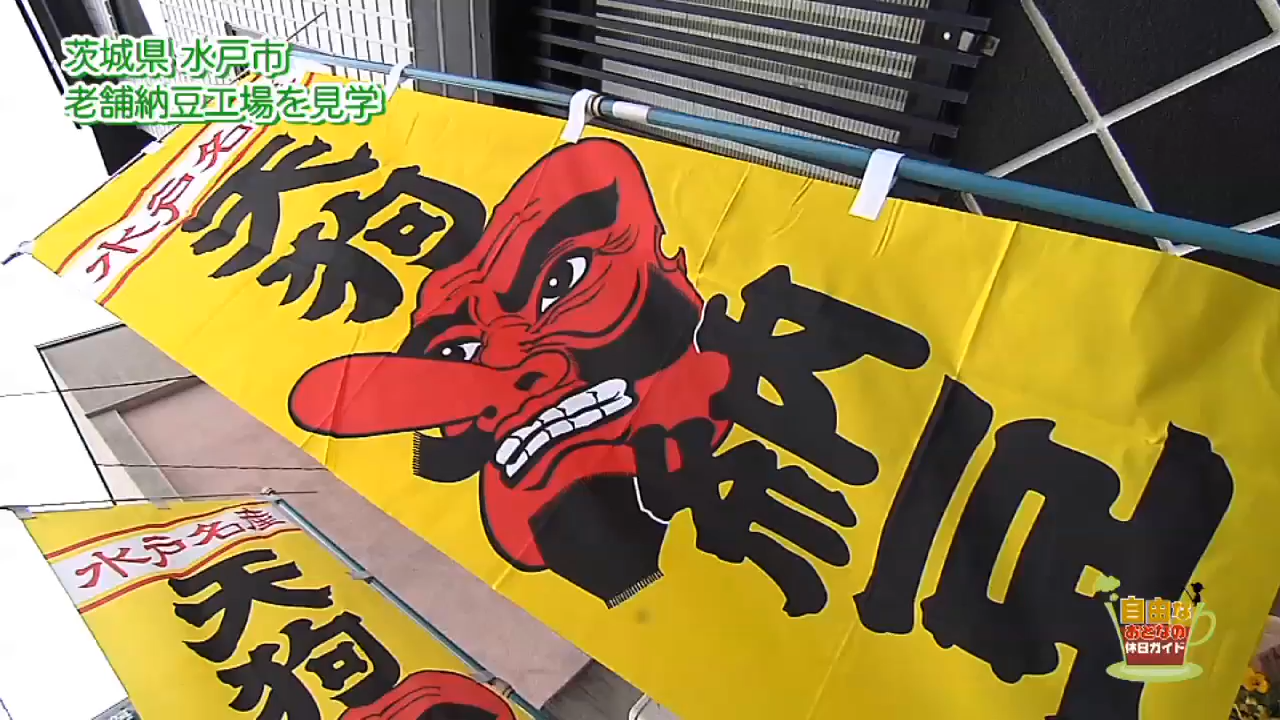 茨城県 水戸市
老舗納豆工場を見学
水戸名
天狗
納豆
水戸名産
天狗
自由な
おとなの
休日ガイド